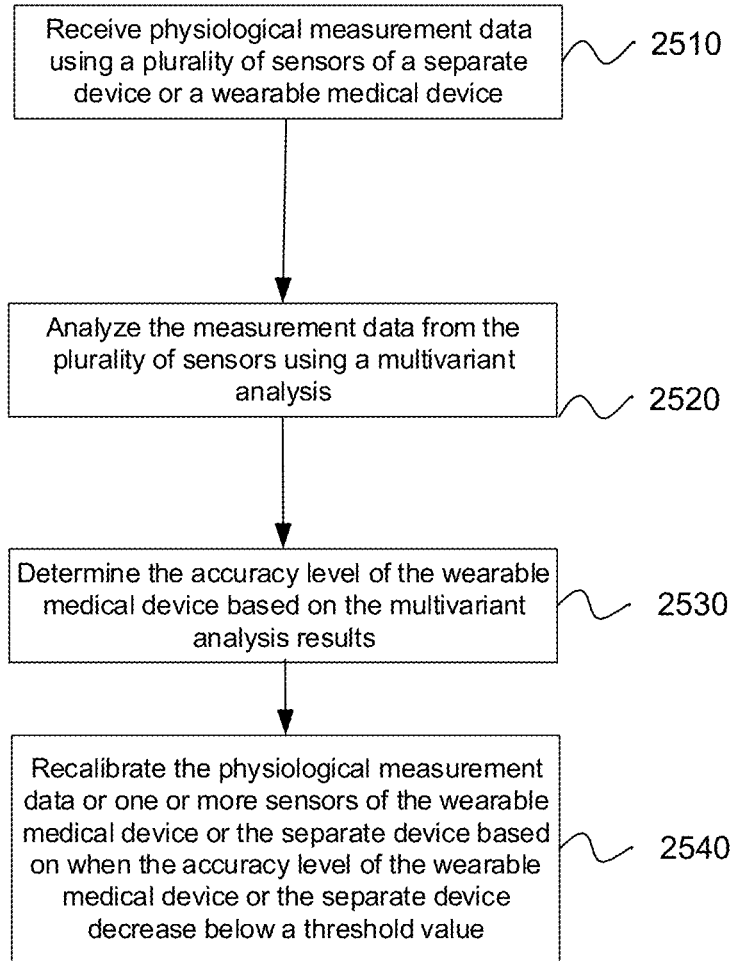 Receive physiological measurement data
using a plurality of sensors of a separate
device or a wearable medical device
2510
Analyze the measurement data from the
plurality of sensors using a multivariant
analysis
2520
Determine the accuracy level of the wearable
medical device based on the multivariant
analysis results
2530
Recalibrate the physiological measurement
data or one or more sensors of the wearable
medical device or the separate device based
on when the accuracy level of the wearable
medical device or the separate device
decrease below a threshold value
2540